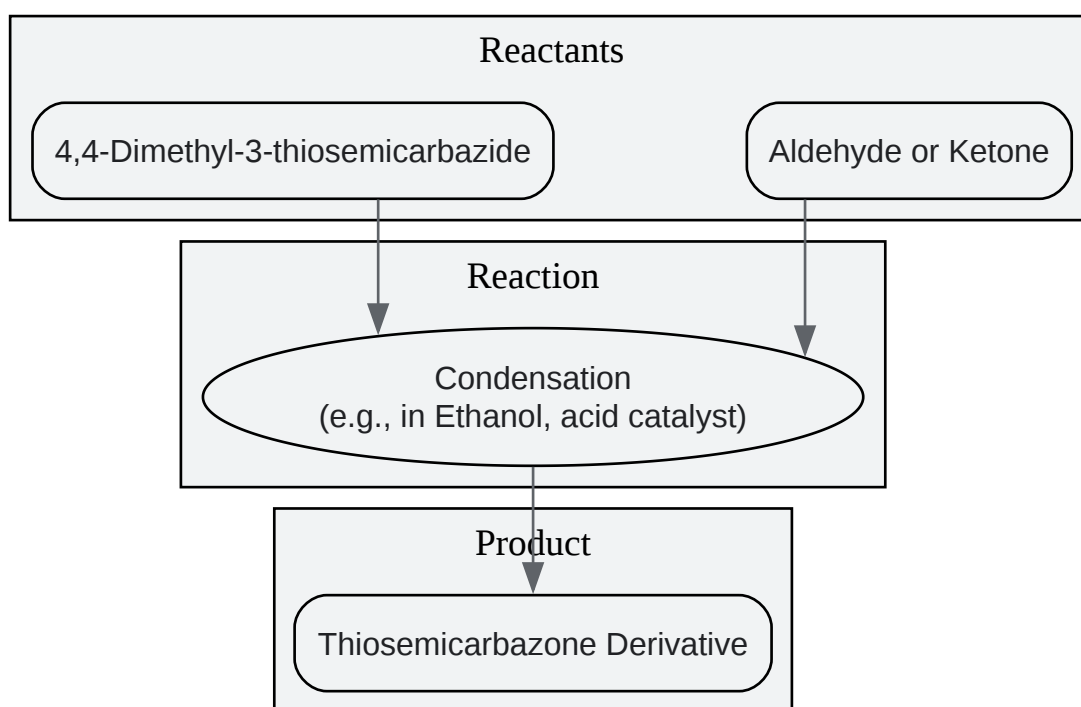 Reactants
4,4-Dimethyl-3-thiosemicarbazide
Aldehyde or Ketone
Reaction
Condensation
(e.g., in Ethanol, acid catalyst)
Product
Thiosemicarbazone Derivative